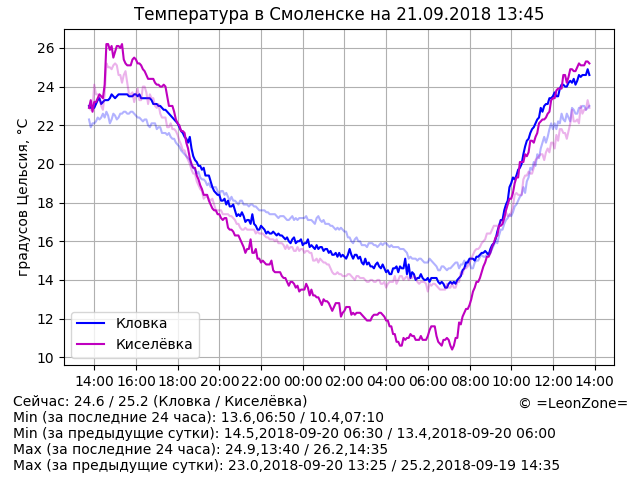 Температура в Смоленске на 21.09.2018 13:45
градусов Цельсия, °C
26
24
22
20
18
16
14
12
10
Кловка
Киселёвка
14:00 16:00 18:00 20:00 22:00 00:00 02:00 04:00 06:00 08:00 10:00 12:00 14:00
Сейчас: 24.6 / 25.2 (Кловка / Киселёвка)
© =LeonZone=
Min (за последние 24 часа): 13.6,06:50 / 10.4,07:10
Min (за предыдущие сутки): 14.5,2018-09-20 06:30 / 13.4,2018-09-20 06:00
Max (за последние 24 часа): 24.9,13:40 / 26.2,14:35
Max (за предыдущие сутки): 23.0,2018-09-20 13:25 / 25.2,2018-09-19 14:35